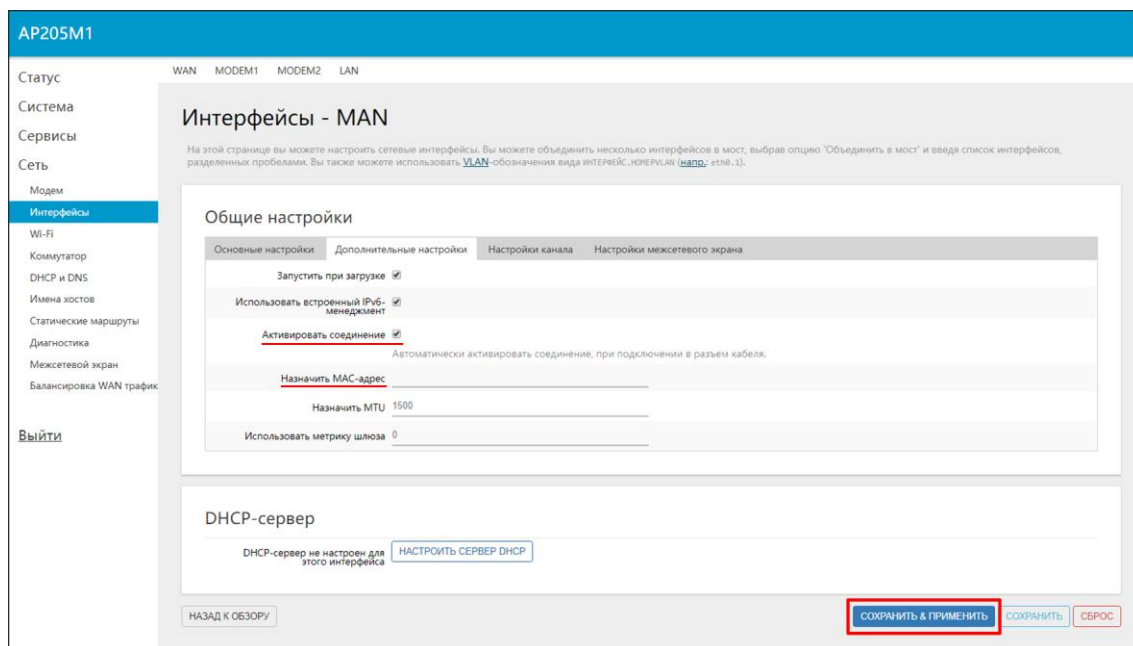 AP205M1
WAN MODEM1 MODEM2 LAN
Статус
Система
Сервисы
Сеть
Модем
Интерфейсы
Wi-Fi
Коммутатор
DHCP и DNS
Имена хостов
Статические маршруты
Диагностика
Межсетевой экран
Балансировка WAN трафик
Выйти
Интерфейсы - MAN
На этой странице вы можете настроить сетевые интерфейсы. Вы можете объединить несколько интерфейсов в мост, выбрав опцию 'Объединить в мост' и введя список интерфейсов,
разделенных пробелами. Вы также можете использовать VLAN-обозначения вида ИНТЕРФЕЙС.НОМЕРVLAN (напр.: eth0.1).
Общие настройки
Основные настройки Дополнительные настройки Настройки канала Настройки межсетевого экрана
Запустить при загрузке
Использовать встроенный IPv6-
менеджмент
Активировать соединение
Автоматически активировать соединение, при подключении в разъем кабеля.
Назначить MAC-адрес
Назначить MTU 1500
Использовать метрику шлюза 0
DHCP-сервер
DHCP-сервер не настроен для
этого интерфейса
НАСТРОИТЬ СЕРВЕР DHCP
НАЗАД К ОБЗОРУ СОХРАНИТЬ & ПРИМЕНИТЬ СОХРАНИТЬ СБРОС